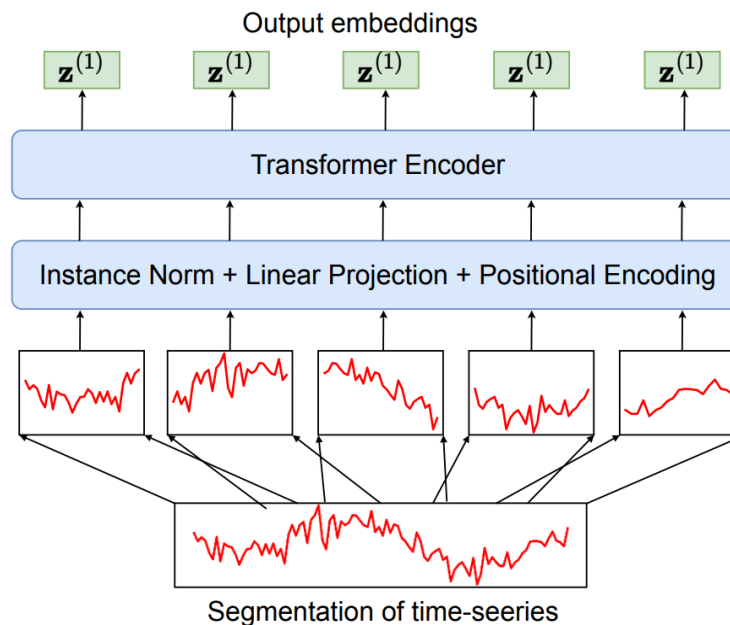 Output embeddings
z(1) z(1) z(1) z(1) z(1)
Transformer Encoder
Instance Norm + Linear Projection + Positional Encoding
Segmentation of time-seeries